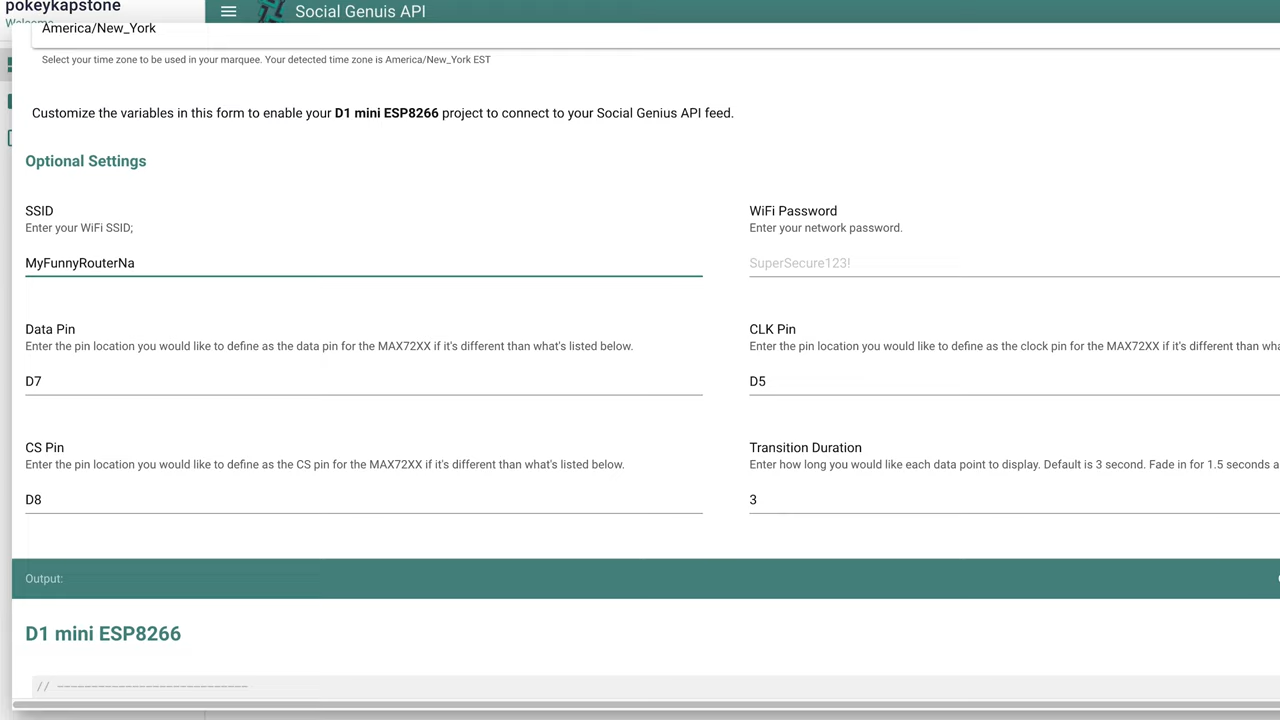 pokeykapstone
Welcome
Social Genuis API
America/New_York
Select your time zone to be used in your marquee. Your detected time zone is America/New_York EST
Customize the variables in this form to enable your D1 mini ESP8266 project to connect to your Social Genius API feed.
Optional Settings
SSID
Enter your WiFi SSID;
MyFunnyRouterNa
WiFi Password
Enter your network password.
SuperSecure123!
Data Pin
Enter the pin location you would like to define as the data pin for the MAX72XX if it's different than what's listed below.
D7
CLK Pin
Enter the pin location you would like to define as the clock pin for the MAX72XX if it's different than
D5
CS Pin
Enter the pin location you would like to define as the CS pin for the MAX72XX if it's different than what's listed below.
D8
Transition Duration
Enter how long you would like each data point to display. Default is 3 second. Fade in for 1.5 seconds a
3
Output:
D1 mini ESP8266
// ----------------------------